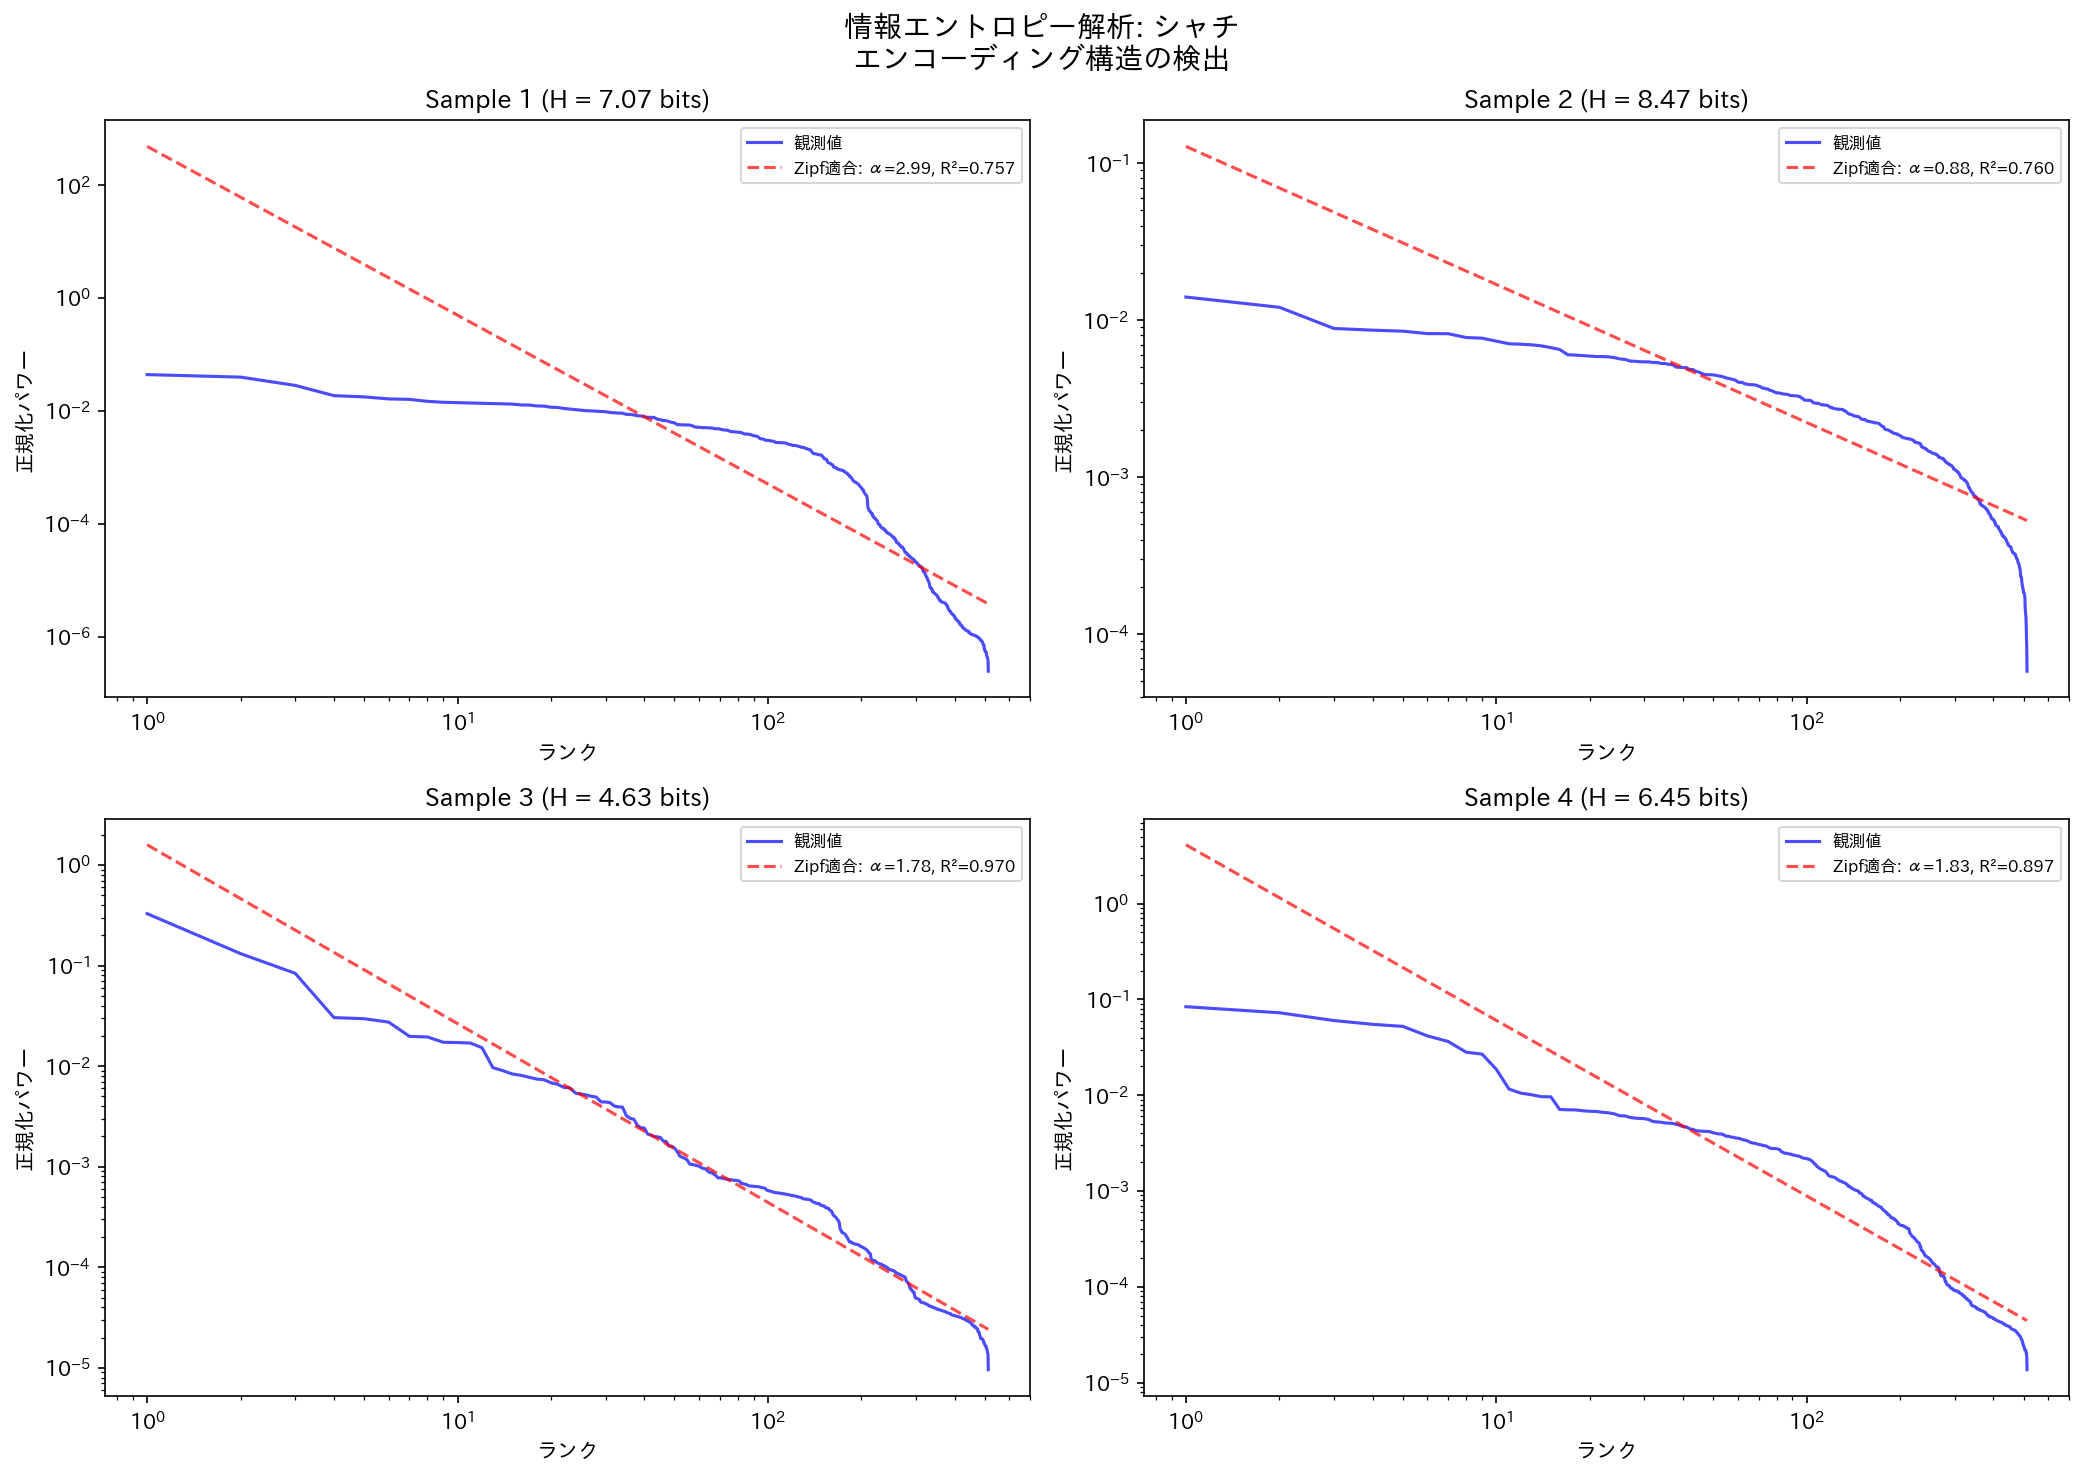 情報エントロピー解析: シャチ
エンコーディング構造の検出
Sample 1 (H = 7.07 bits)
観測値
Zipf適合: α=2.99, R²=0.757
10²
10⁰
10⁻²
10⁻⁴
10⁻⁶
正規化パワー
10⁰ 10¹ 10²
ランク
Sample 2 (H = 8.47 bits)
観測値
Zipf適合: α=0.88, R²=0.760
10⁻¹
10⁻²
10⁻³
10⁻⁴
正規化パワー
10⁰ 10¹ 10²
ランク
Sample 3 (H = 4.63 bits)
観測値
Zipf適合: α=1.78, R²=0.970
10⁰
10⁻¹
10⁻²
10⁻³
10⁻⁴
10⁻⁵
正規化パワー
10⁰ 10¹ 10²
ランク
Sample 4 (H = 6.45 bits)
観測値
Zipf適合: α=1.83, R²=0.897
10⁰
10⁻¹
10⁻²
10⁻³
10⁻⁴
10⁻⁵
正規化パワー
10⁰ 10¹ 10²
ランク